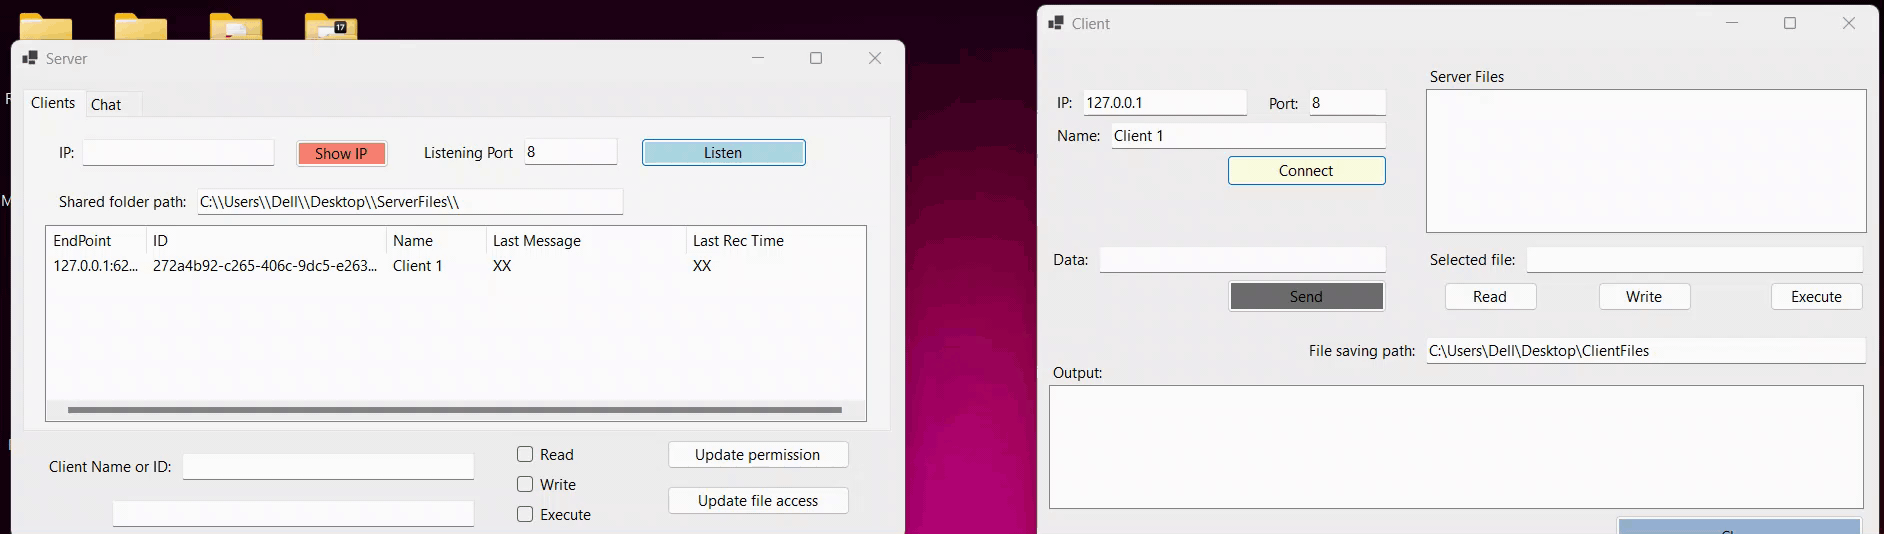 Server
Clients
Chat
IP:
Show IP
Listening Port
8
Listen
Shared folder path:
C:\\Users\\Dell\\Desktop\\ServerFiles\\
EndPoint ID Name Last Message Last Rec Time
127.0.0.1:62... 272a4b92-c265-406c-9dc5-e263... Client 1 XX XX
Client Name or ID:
Read
Write
Execute
Update permission
Update file access
17
Client
IP: 127.0.0.1 Port: 8
Name: Client 1
Connect
Server Files
Data:
Send
Selected file:
Read
Write
Execute
File saving path: C:\Users\Dell\Desktop\ClientFiles
Output: